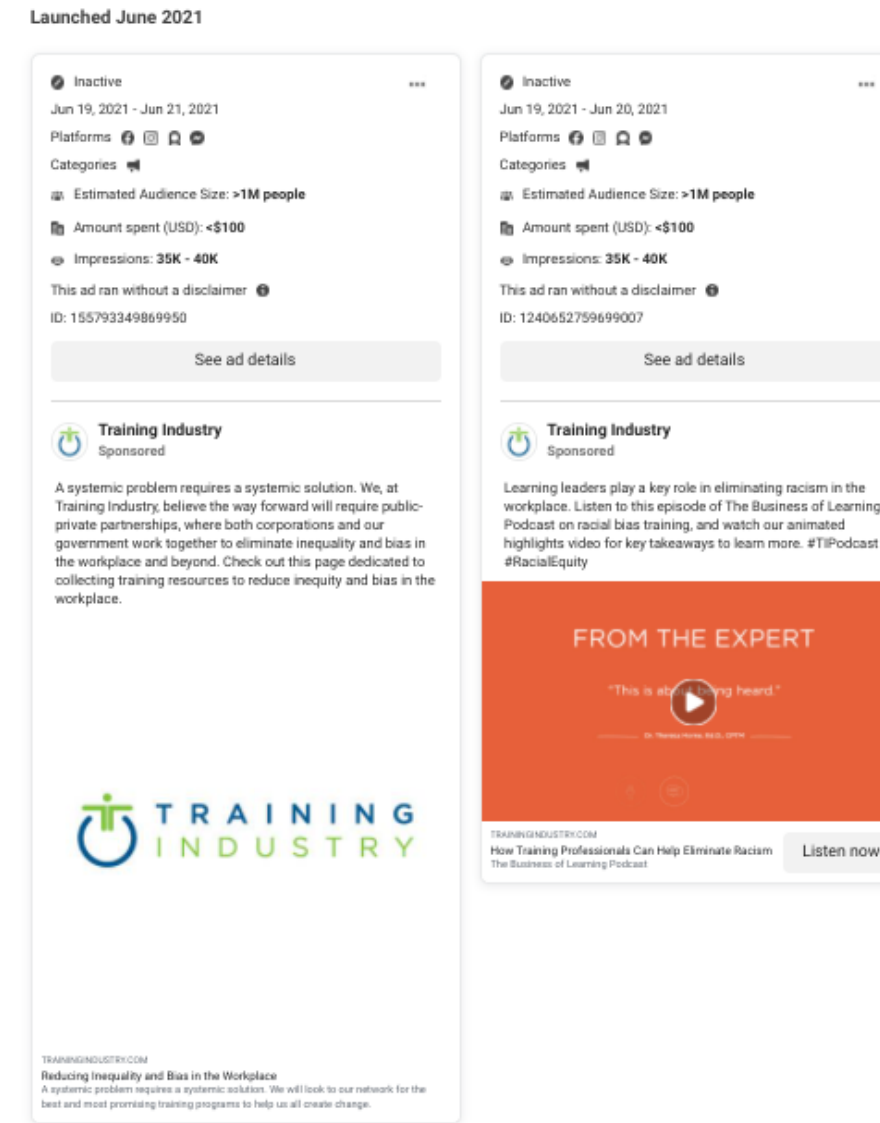 Launched June 2021
Inactive
Jun 19, 2021 - Jun 21, 2021
Platforms
Categories
Estimated Audience Size: >1M people
Amount spent (USD): <$100
Impressions: 35K - 40K
This ad ran without a disclaimer
ID: 155793349869950
See ad details
Training Industry
Sponsored
A systemic problem requires a systemic solution. We, at
Training Industry, believe the way forward will require public-
private partnerships, where both corporations and our
government work together to eliminate inequality and bias in
the workplace and beyond. Check out this page dedicated to
collecting training resources to reduce inequity and bias in the
workplace.
TRAINING
INDUSTRY
TRAININGINDUSTRY.COM
Reducing Inequality and Bias in the Workplace
A systemic problem requires a systemic solution. We will look to our network for the
best and most promising training programs to help us all create change.
Inactive
Jun 19, 2021 - Jun 20, 2021
Platforms
Categories
Estimated Audience Size: >1M people
Amount spent (USD): <$100
Impressions: 35K - 40K
This ad ran without a disclaimer
ID: 1240652759699007
See ad details
Training Industry
Sponsored
Learning leaders play a key role in eliminating racism in the
workplace. Listen to this episode of The Business of Learning
Podcast on racial bias training, and watch our animated
highlights video for key takeaways to learn more. #TIPodcast
#RacialEquity
FROM THE EXPERT
"This is about being heard."
TRAININGINDUSTRY.COM
How Training Professionals Can Help Eliminate Racism
The Business of Learning Podcast
Listen now